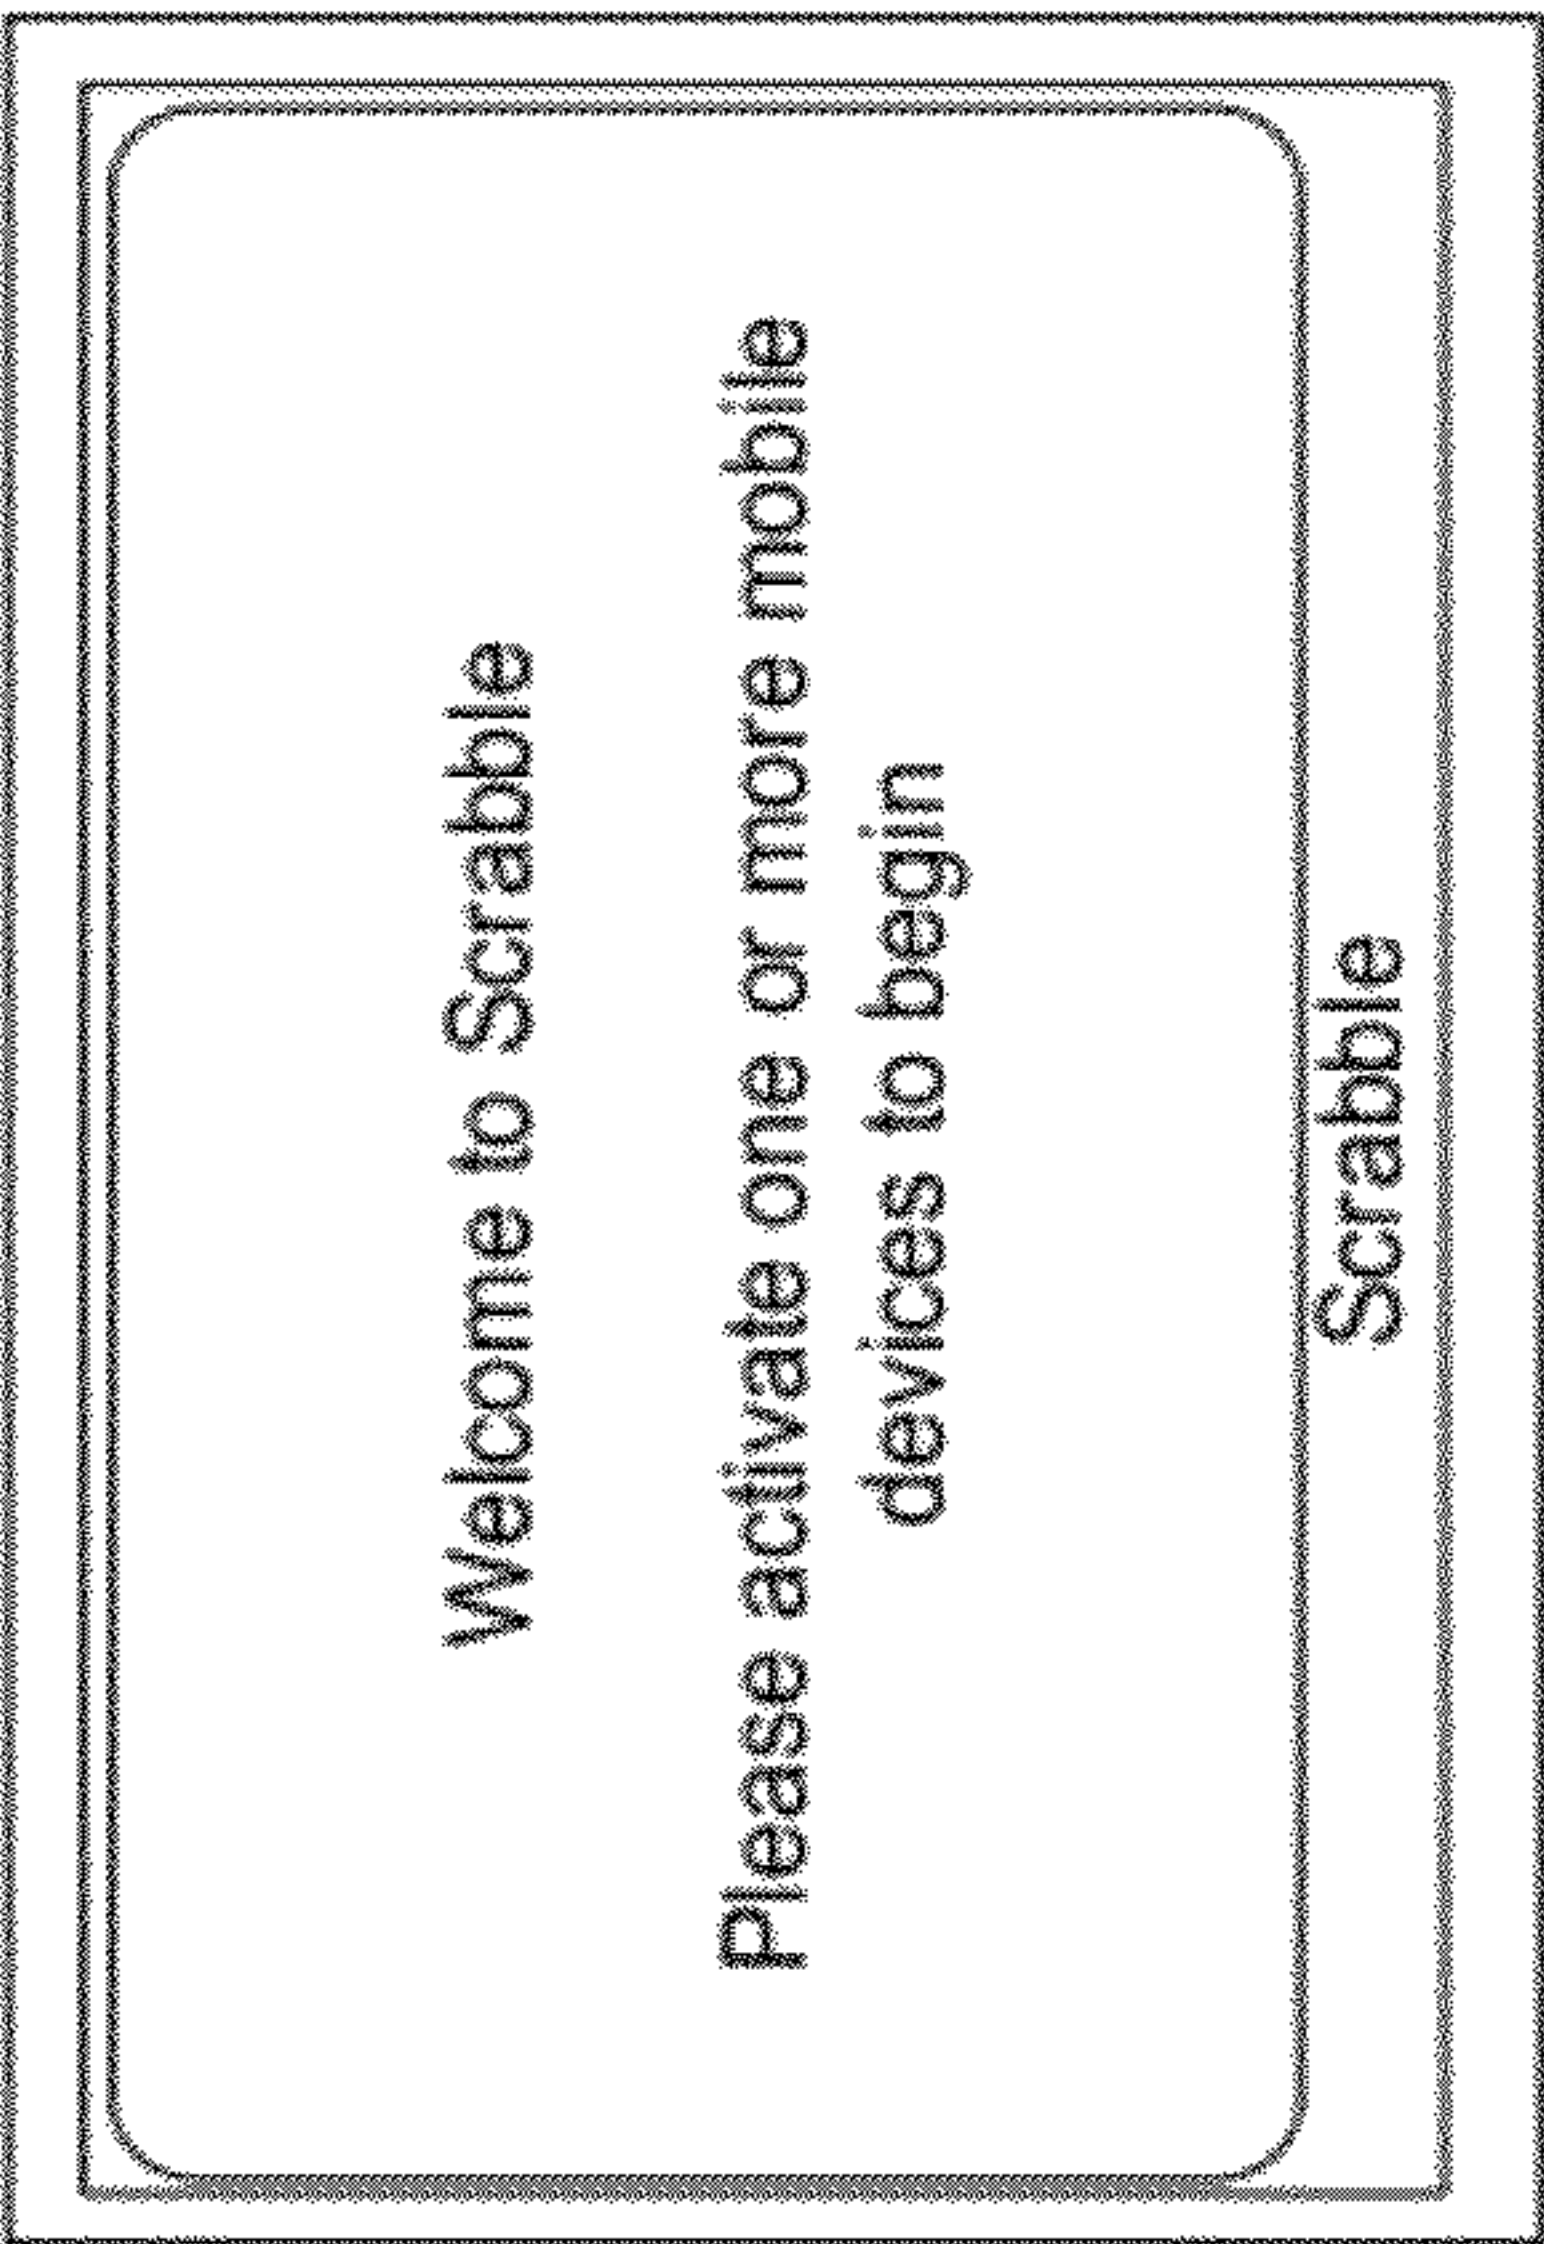 Welcome to Scrabble
Please activate one or more mobile
devices to begin
Scrabble